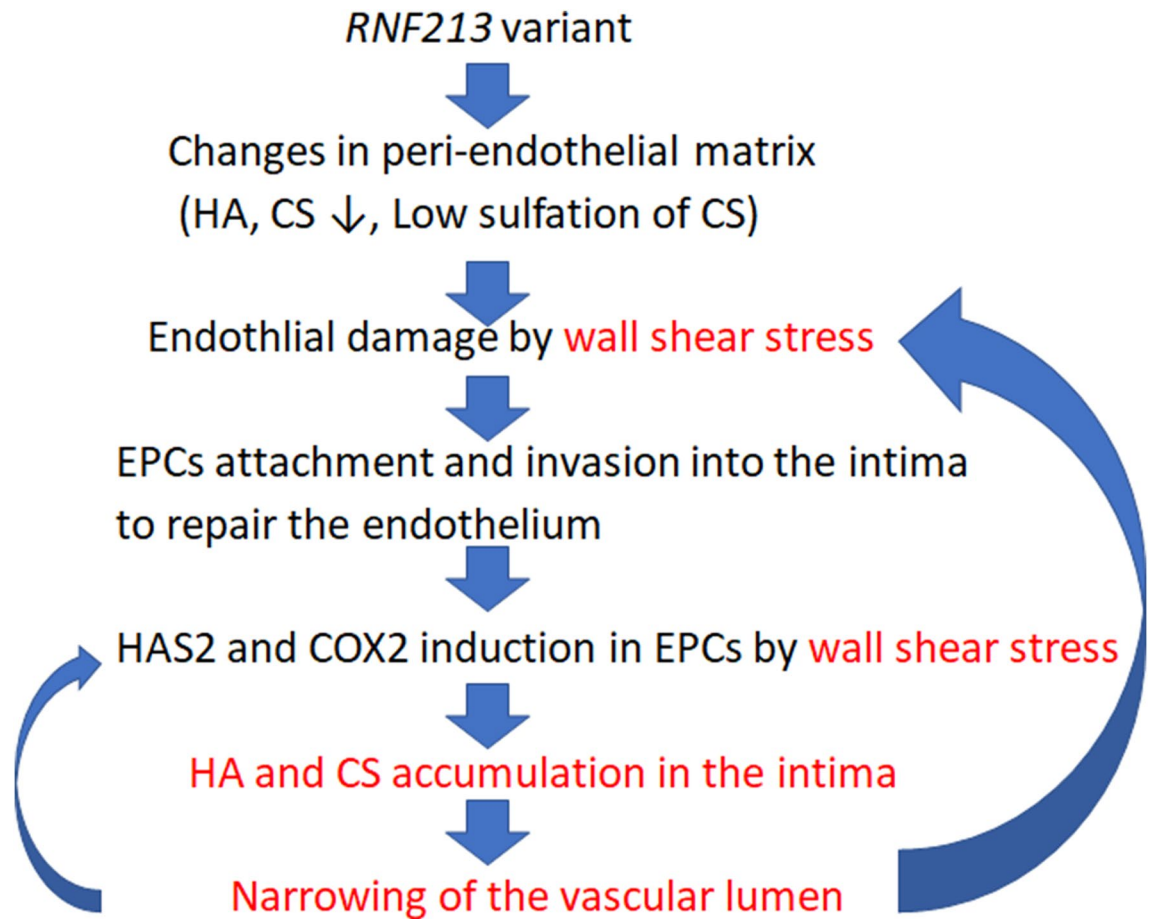 RNF213 variant
Changes in peri-endothelial matrix
(HA, CS ↓, Low sulfation of CS)
Endothlial damage by wall shear stress
EPCs attachment and invasion into the intima
to repair the endothelium
HAS2 and COX2 induction in EPCs by wall shear stress
HA and CS accumulation in the intima
Narrowing of the vascular lumen